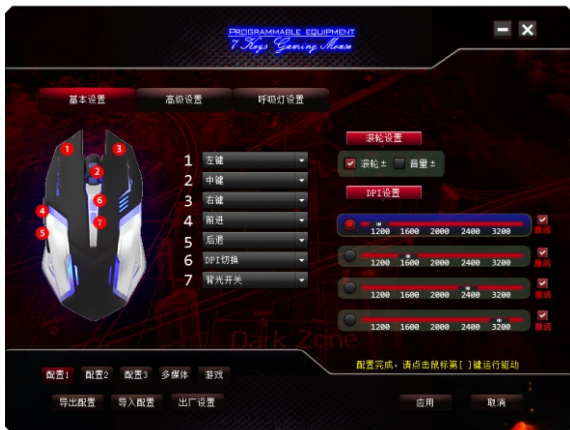 PROGRAMMABLE EQUIPMENT
7 Keys Gaming Mouse
基本设置 高级设置 呼吸灯设置
1 3
2
6
4 7
5
1 左键
2 中键
3 右键
4 前进
5 后退
6 DPI切换
7 背光开关
滚轮设置
滚轮± 音量±
DPI设置
1200 1600 2000 2400 3200 激活
1200 1600 2000 2400 3200 激活
1200 1600 2000 2400 3200 激活
1200 1600 2000 2400 3200 激活
Dark Zone
配置完成，请点击鼠标第[ ]键运行驱动
配置1 配置2 配置3 多媒体 游戏
导出配置 导入配置 出厂设置 应用 取消